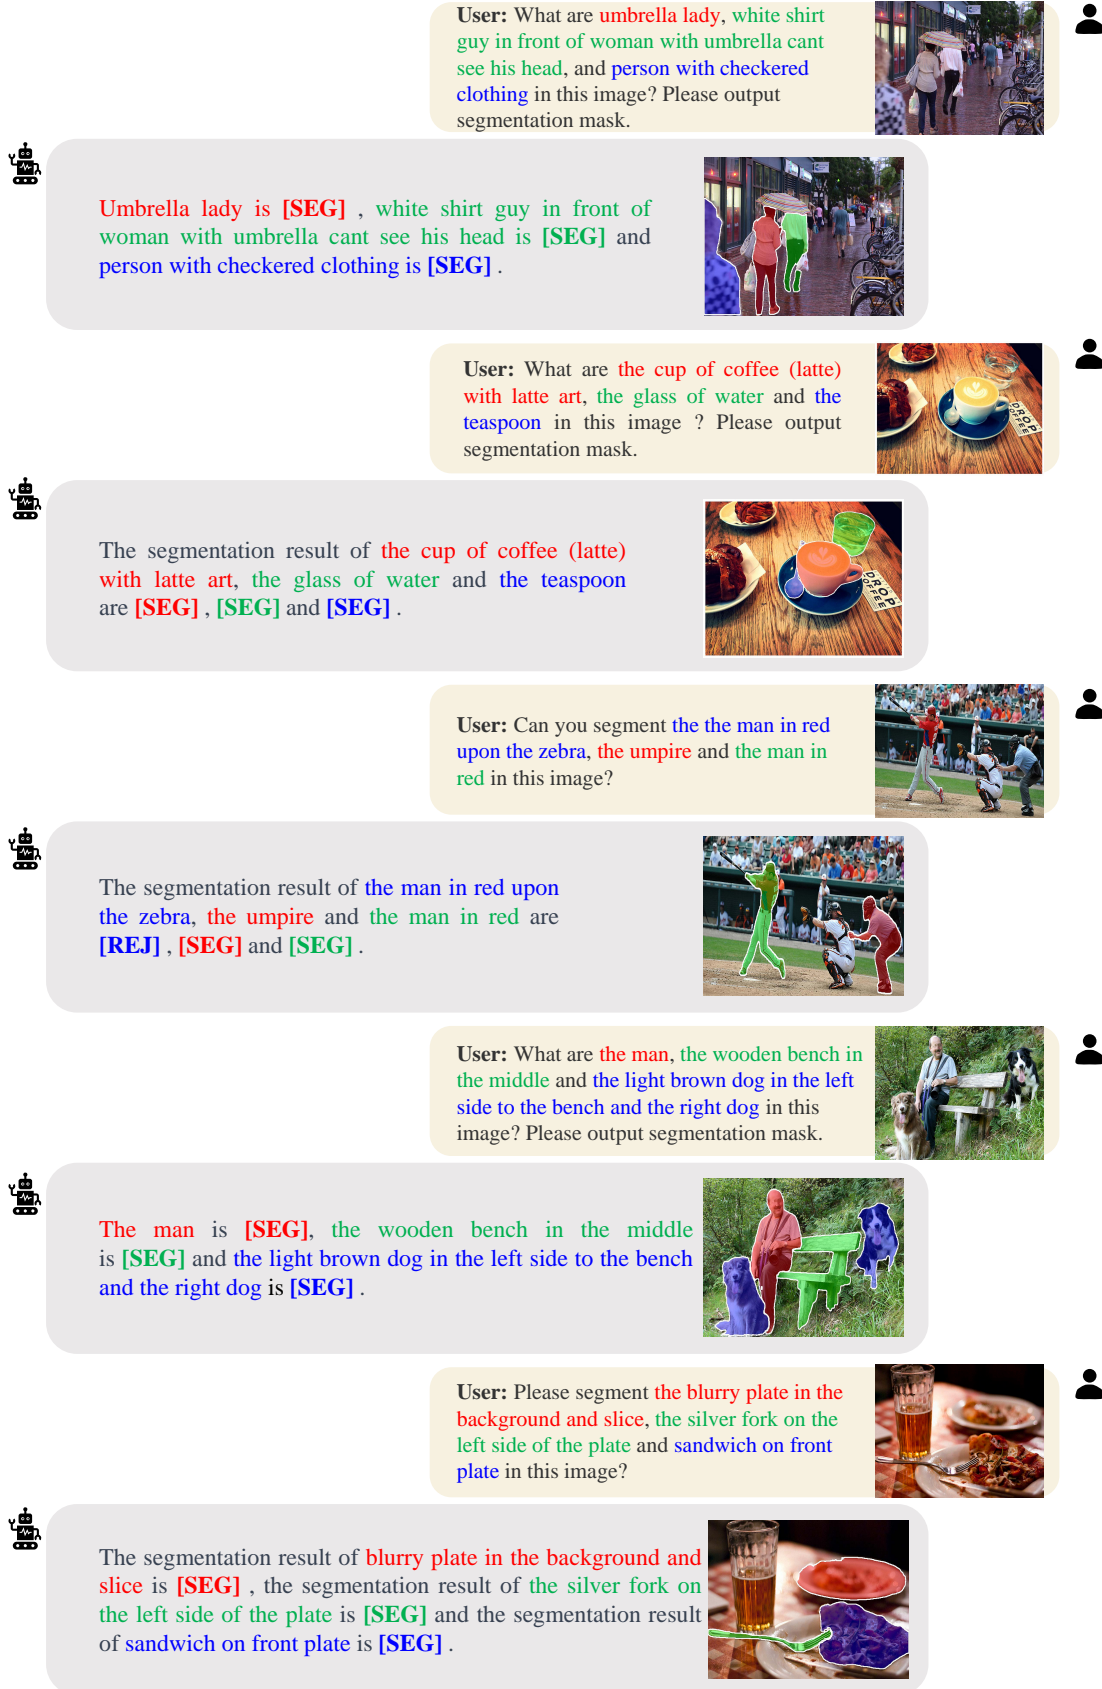 User: What are umbrella lady, white shirt
guy in front of woman with umbrella cant
see his head, and person with checkered
clothing in this image? Please output
segmentation mask.
Umbrella lady is [SEG] , white shirt guy in front of
woman with umbrella cant see his head is [SEG] and
person with checkered clothing is [SEG] .
User: What are the cup of coffee (latte)
with latte art, the glass of water and the
teaspoon in this image ? Please output
segmentation mask.
DROP
COFFEE
The segmentation result of the cup of coffee (latte)
with latte art, the glass of water and the teaspoon
are [SEG] , [SEG] and [SEG] .
DROP
COFFEE
User: Can you segment the the man in red
upon the zebra, the umpire and the man in
red in this image?
The segmentation result of the man in red upon
the zebra, the umpire and the man in red are
[REJ] , [SEG] and [SEG] .
User: What are the man, the wooden bench in
the middle and the light brown dog in the left
side to the bench and the right dog in this
image? Please output segmentation mask.
The man is [SEG], the wooden bench in the middle
is [SEG] and the light brown dog in the left side to the bench
and the right dog is [SEG] .
User: Please segment the blurry plate in the
background and slice, the silver fork on the
left side of the plate and sandwich on front
plate in this image?
The segmentation result of blurry plate in the background and
slice is [SEG] , the segmentation result of the silver fork on
the left side of the plate is [SEG] and the segmentation result
of sandwich on front plate is [SEG] .